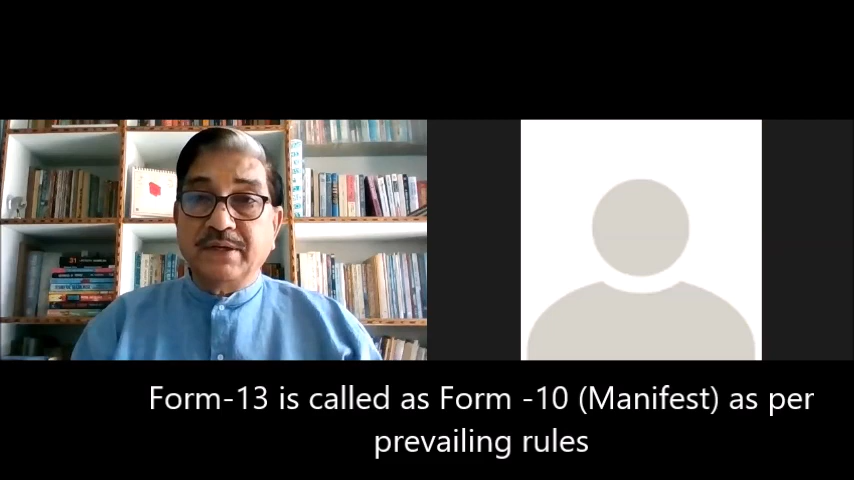 Form-13 is called as Form -10 (Manifest) as per
prevailing rules